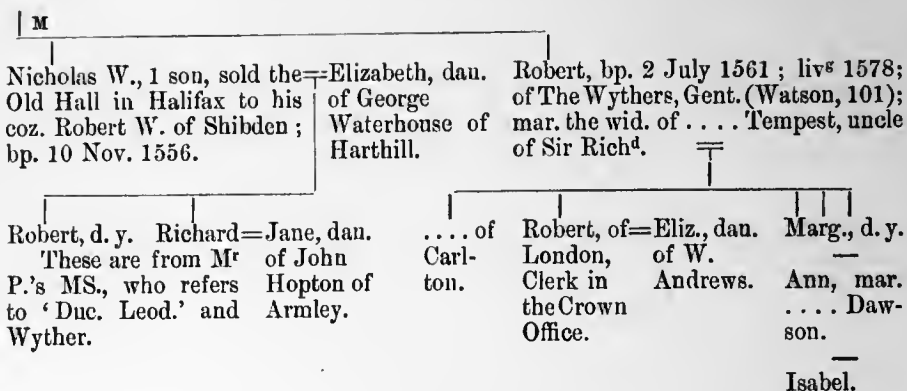 M
Nicholas W., 1 son, sold the=Elizabeth, dau.
Old Hall in Halifax to his of George
coz. Robert W. of Shibden ; Waterhouse of
bp. 10 Nov. 1556. Harthill.
Robert, bp. 2 July 1561 ; livᵍ 1578;
of The Wythers, Gent. (Watson, 101);
mar. the wid. of .... Tempest, uncle
of Sir Richᵈ.
Robert, d. y. Richard=Jane, dau.
These are from Mʳ of John
P.'s MS., who refers Hopton of
to ‘Duc. Leod.’ and Armley.
Wyther.
.... of
Carl-
ton.
Robert, of=Eliz., dau.
London, of W.
Clerk in Andrews.
the Crown
Office.
Marg., d. y.
—
Ann, mar.
.... Daw-
son.
—
Isabel.